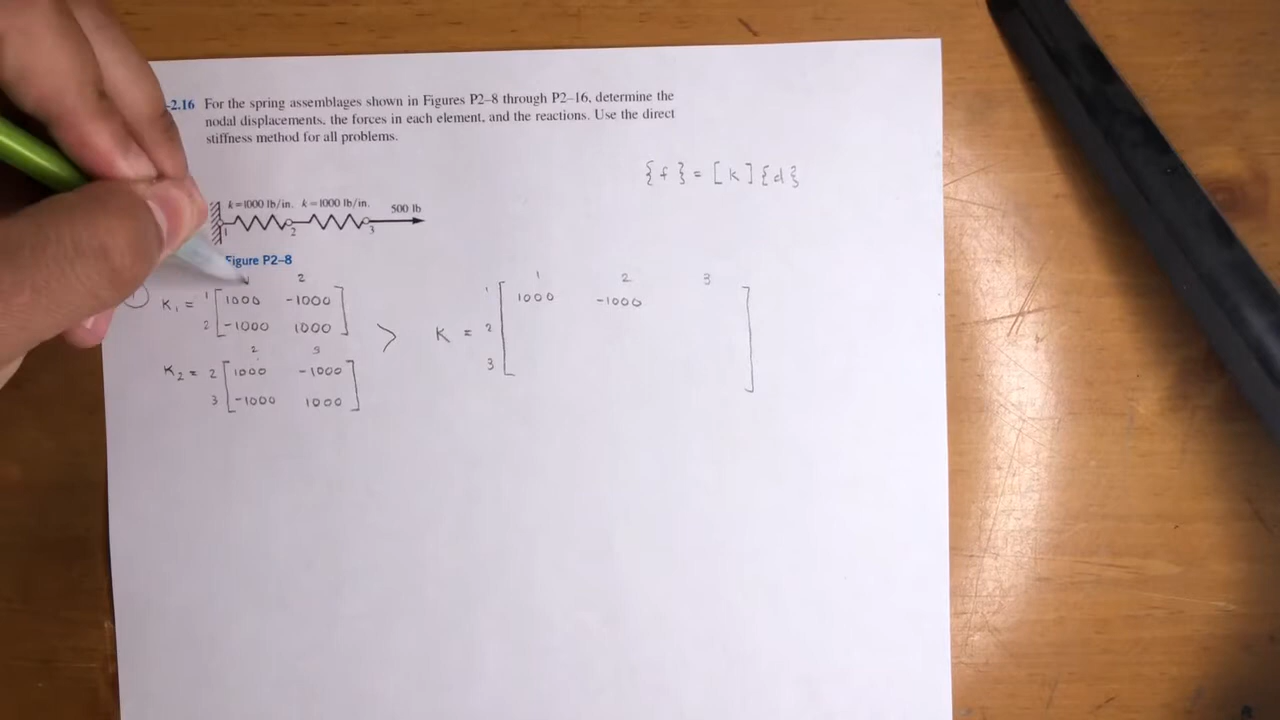 -2.16 For the spring assemblages shown in Figures P2–8 through P2–16, determine the
nodal displacements, the forces in each element, and the reactions. Use the direct
stiffness method for all problems.
{f} = [K]{d}
k = 1000 lb/in. k = 1000 lb/in. 500 lb
1 2 3
Figure P2–8
2
K₁ = 1 [1000 -1000]
2 [-1000 1000]
2 3
K₂ = 2 [1000 -1000]
3 [-1000 1000]
>
1 2 3
1 [1000 -1000
K = 2
3 ]